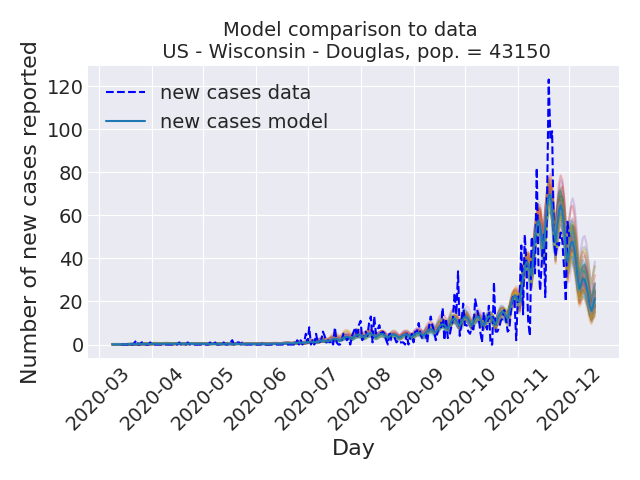 Model comparison to data
US - Wisconsin - Douglas, pop. = 43150
Number of new cases reported
120
100
80
60
40
20
0
new cases data
new cases model
2020-03
2020-04
2020-05
2020-06
2020-07
2020-08
2020-09
2020-10
2020-11
2020-12
Day